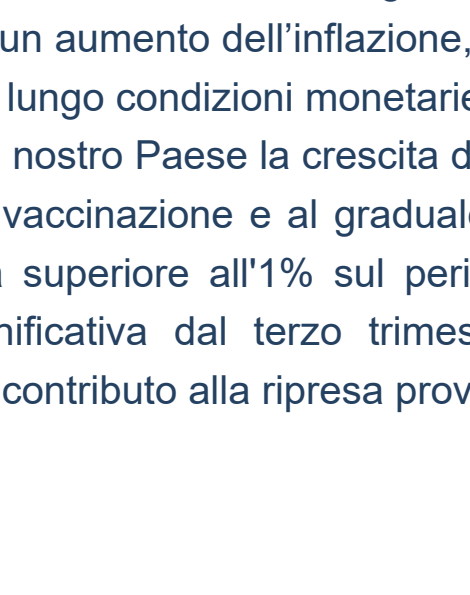 un aumento dell’inflazione,
lungo condizioni monetarie
nostro Paese la crescita d
vaccinazione e al graduale
superiore all'1% sul peri
nificativa dal terzo trimes
contributo alla ripresa prov